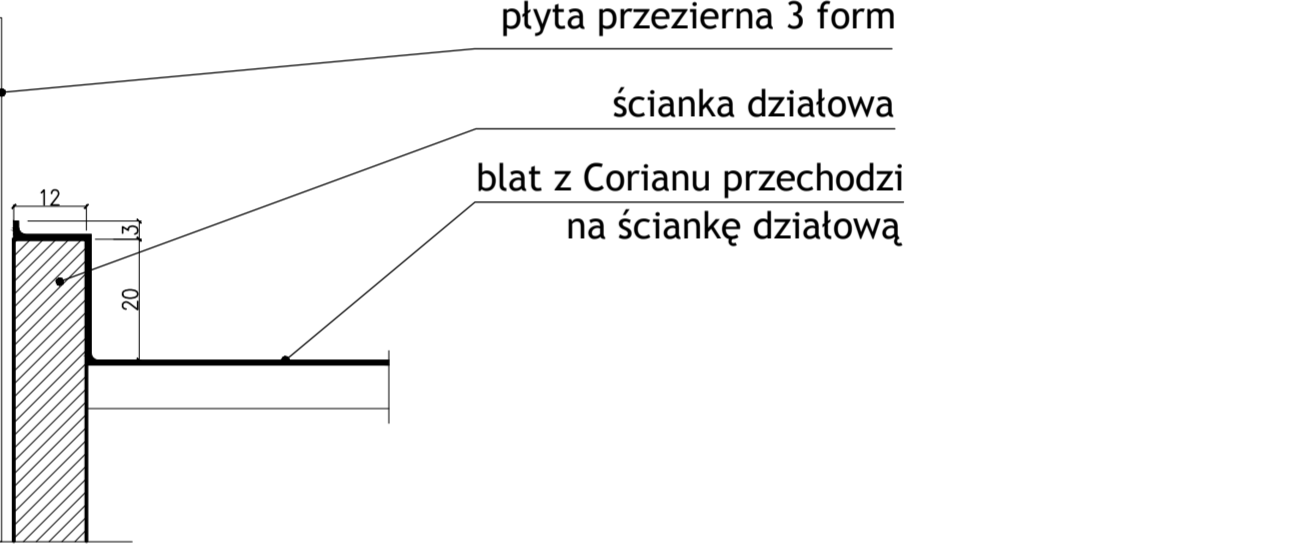 płyta przezierna 3 form
ścianka działowa
blat z Corianu przechodzi
na ściankę działową
12
3
20